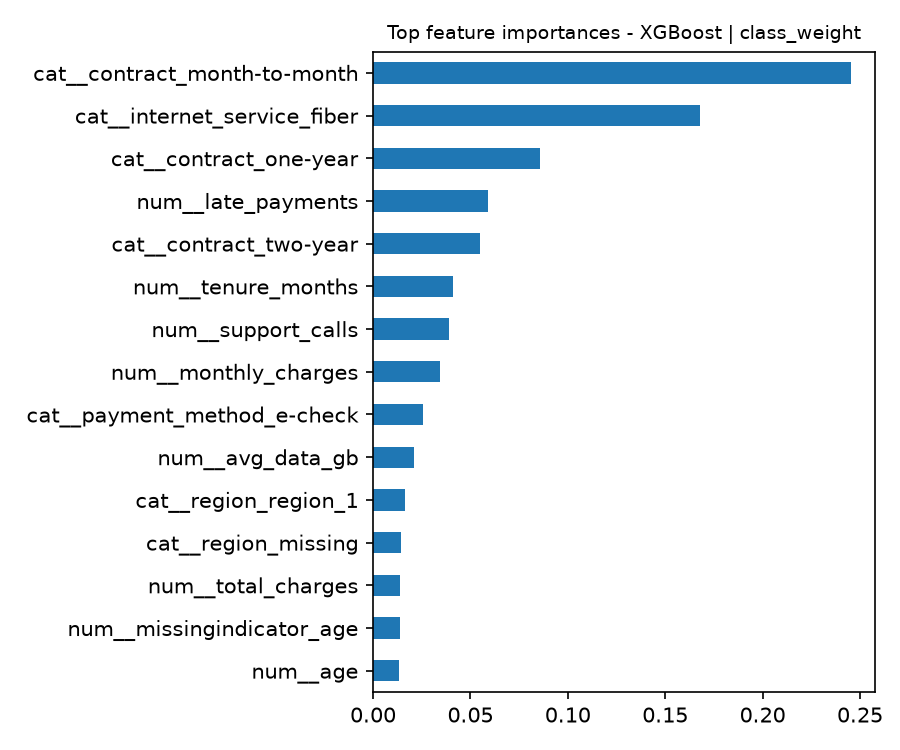 Top feature importances - XGBoost | class_weight
cat__contract_month-to-month
cat__internet_service_fiber
cat__contract_one-year
num__late_payments
cat__contract_two-year
num__tenure_months
num__support_calls
num__monthly_charges
cat__payment_method_e-check
num__avg_data_gb
cat__region_region_1
cat__region_missing
num__total_charges
num__missingindicator_age
num__age
0.00 0.05 0.10 0.15 0.20 0.25